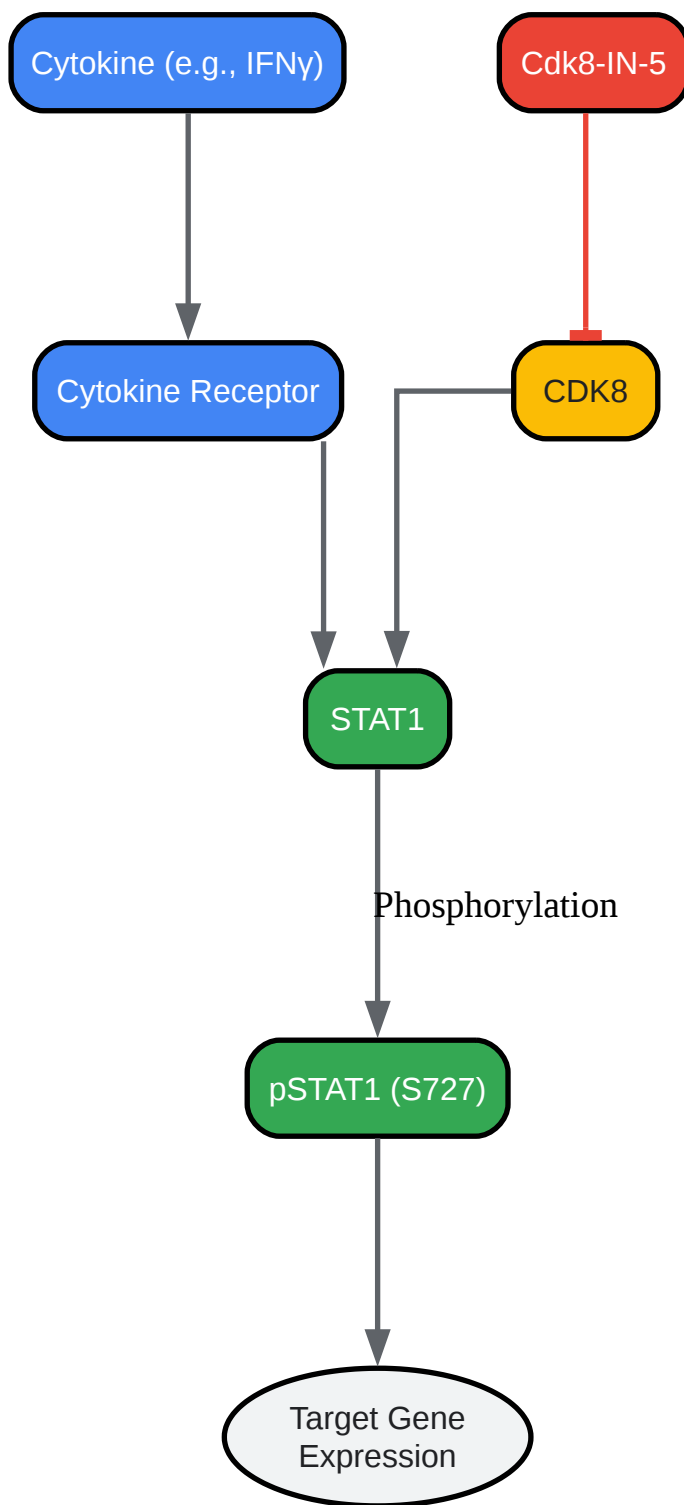 Cytokine (e.g., IFNγ)
Cdk8-IN-5
Cytokine Receptor
CDK8
STAT1
Phosphorylation
pSTAT1 (S727)
Target Gene
Expression